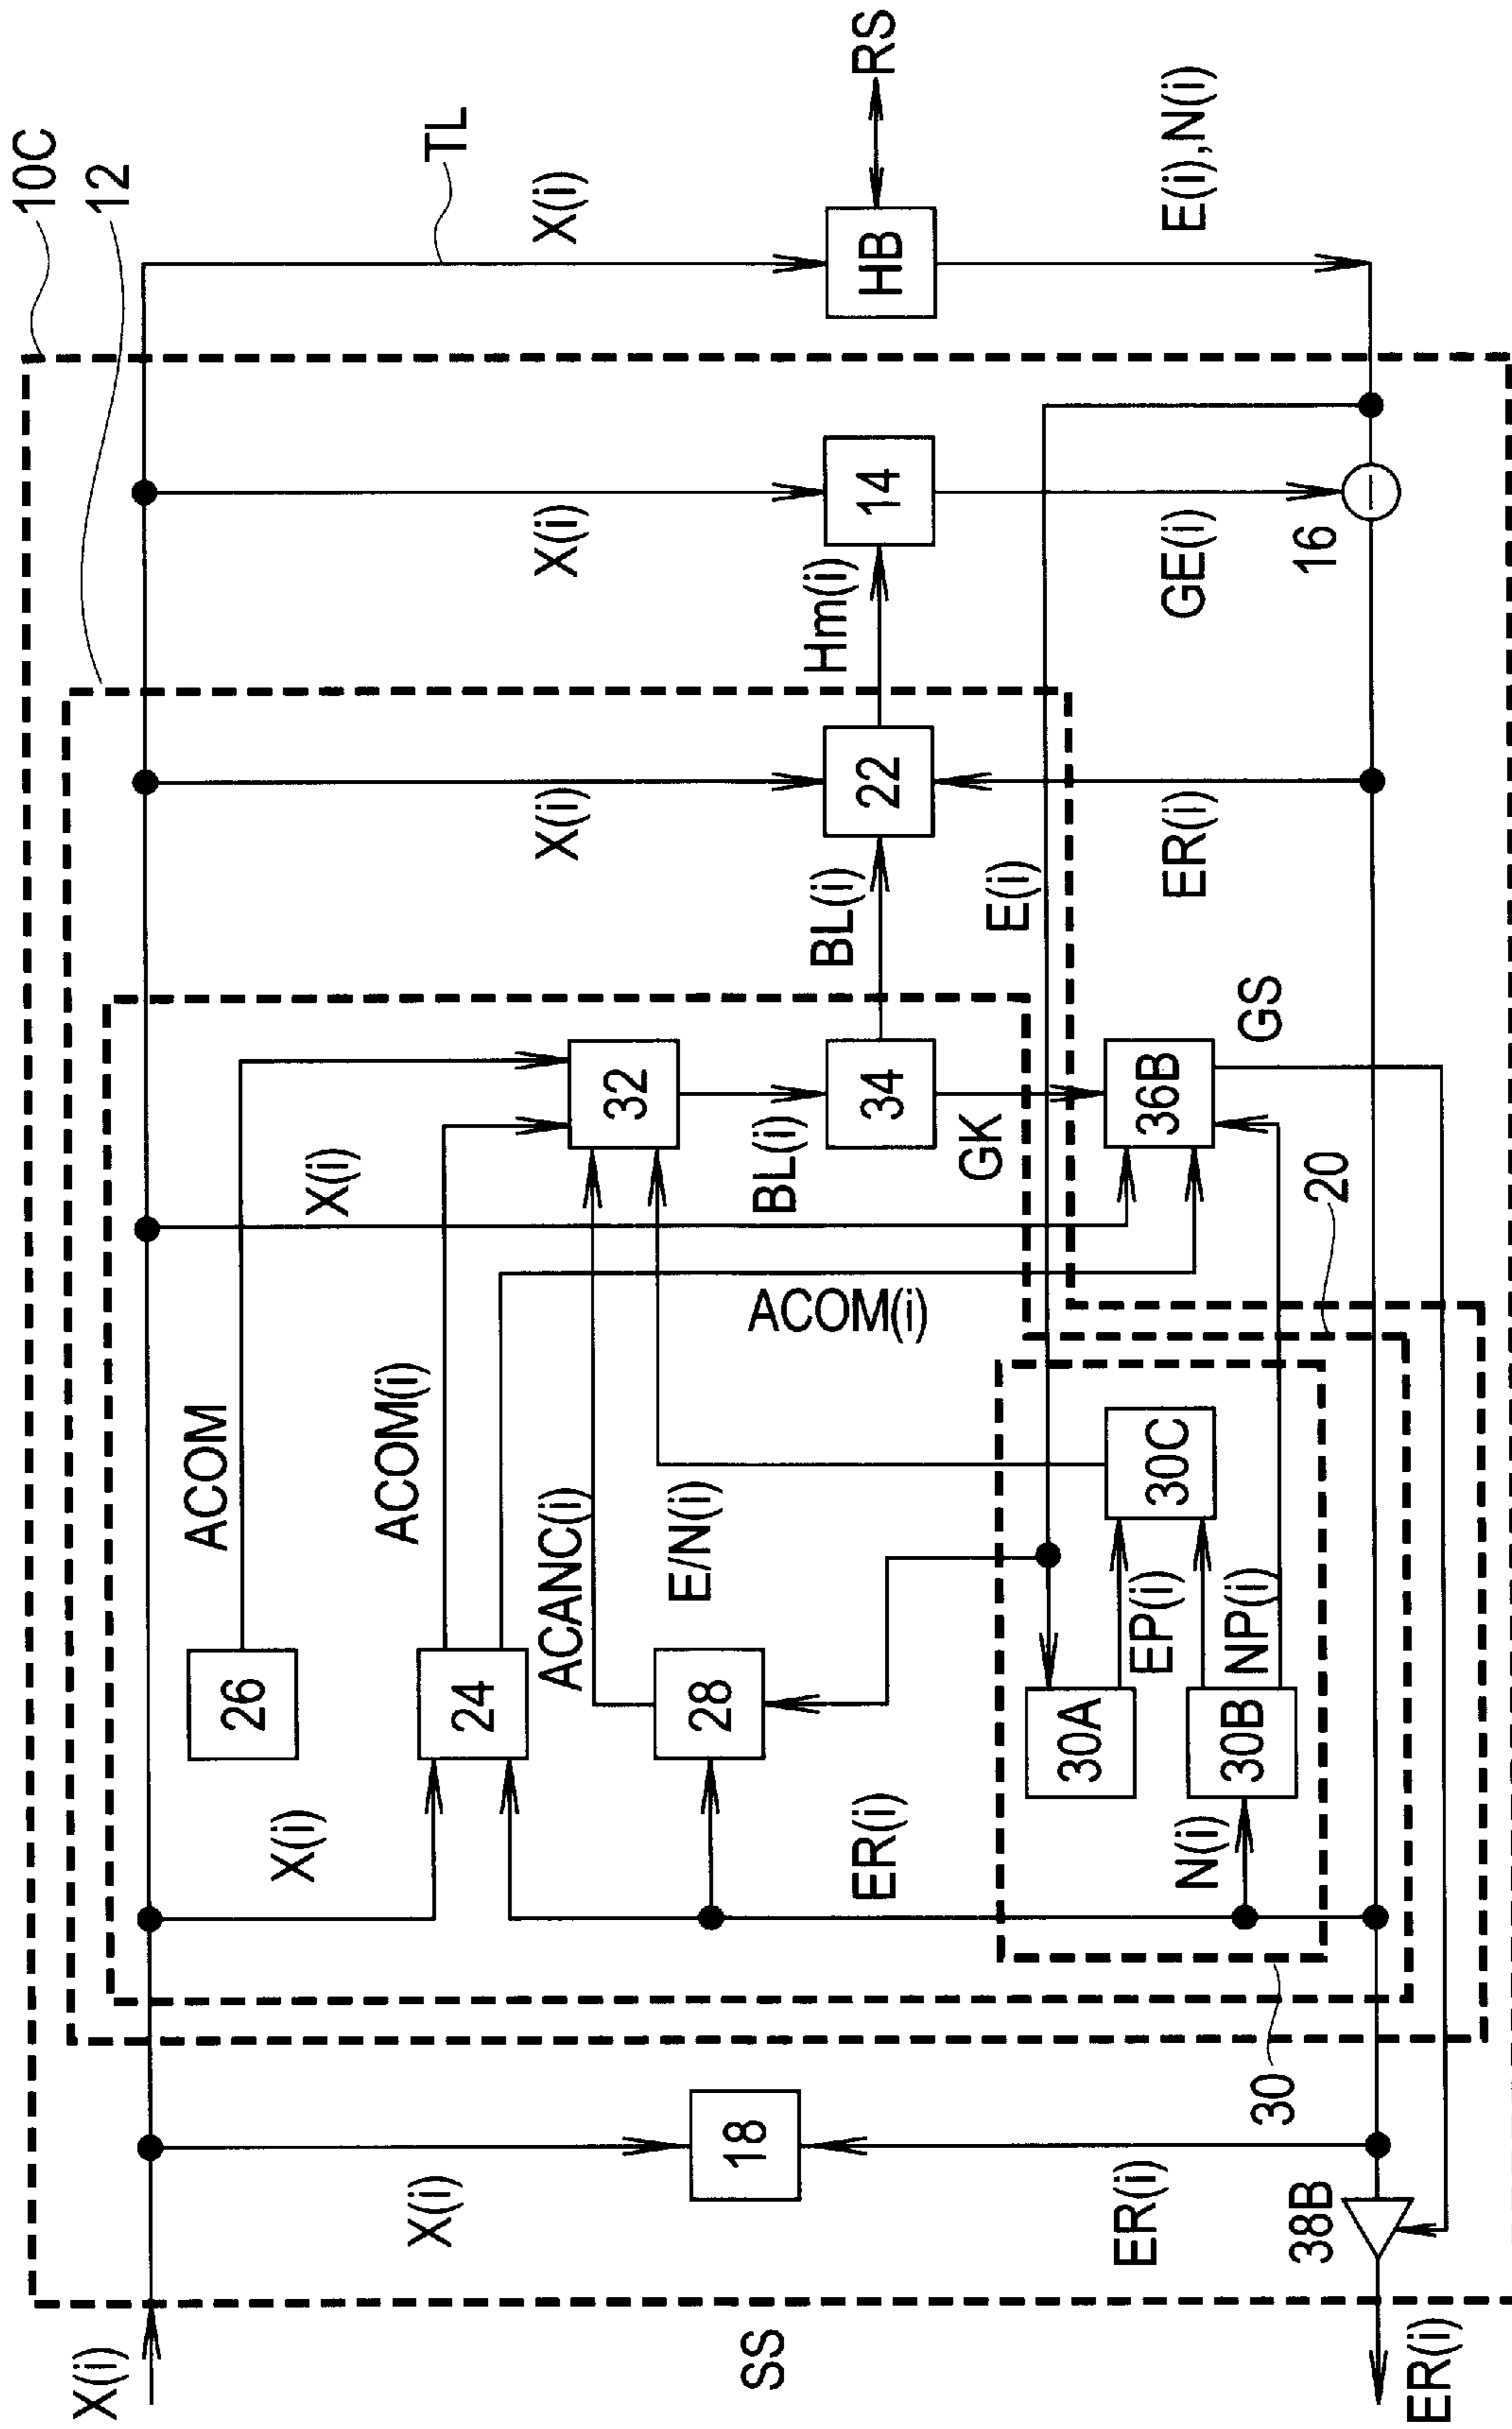 10C
12
TL
X(i)
X(i)
X(i)
X(i)
X(i)
X(i)
X(i)
HB
RS
E(i),N(i)
14
Hm(i)
GE(i)
16
22
BL(i)
E(i)
ER(i)
26
ACOM
24
ACOM(i)
ACOM(i)
28
ACANC(i)
E/N(i)
32
BL(i)
34
GK
36B
GS
20
30A
EP(i)
30B
NP(i)
30C
N(i)
30
ER(i)
18
ER(i)
38B
SS
ER(i)